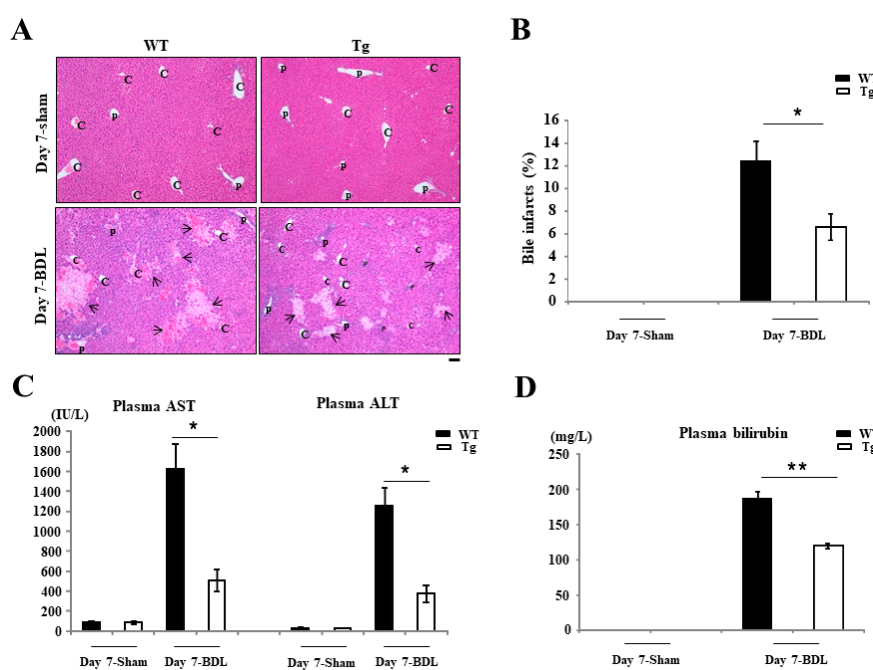 A
WT
Tg
Day 7-sham
C
C
C
C
p
C
C
C
C
p
p
p
C
p
C
C
C
p
p
p
Day 7-BDL
p
p
C
C
C
C
C
p
C
C
p
C
C
c
p
p
C
p
c
B
WT
Tg
*
Bile infarcts (%)
16
14
12
10
8
6
4
2
0
Day 7-Sham
Day 7-BDL
C
(IU/L)
Plasma AST
Plasma ALT
WT
Tg
*
*
2000
1800
1600
1400
1200
1000
800
600
400
200
0
Day 7-Sham
Day 7-BDL
Day 7-Sham
Day 7-BDL
D
(mg/L)
Plasma bilirubin
WT
Tg
**
250
200
150
100
50
0
Day 7-Sham
Day 7-BDL